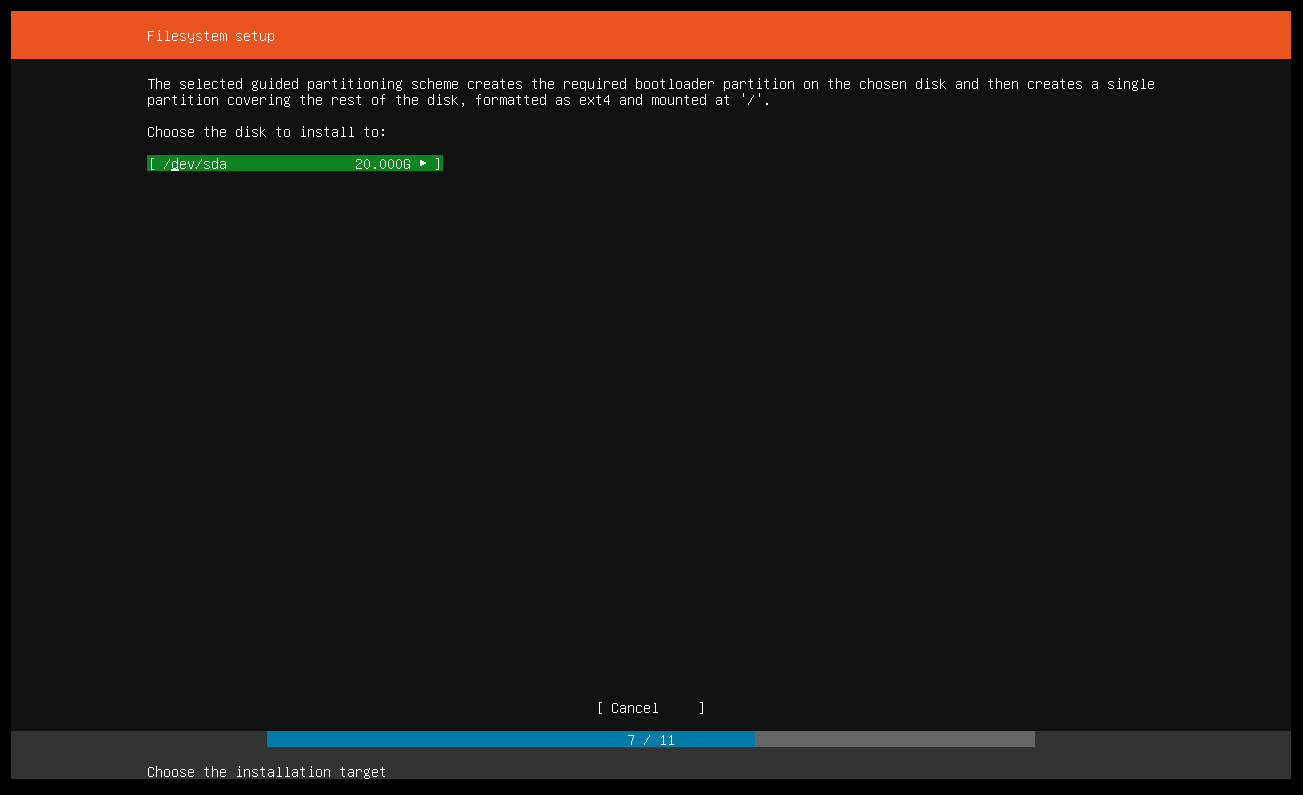 Filesystem setup
The selected guided partitioning scheme creates the required bootloader partition on the chosen disk and then creates a single
partition covering the rest of the disk, formatted as ext4 and mounted at '/'.
Choose the disk to install to:
[ /dev/sda 20.000G ▸ ]
[ Cancel ]
7 / 11
Choose the installation target